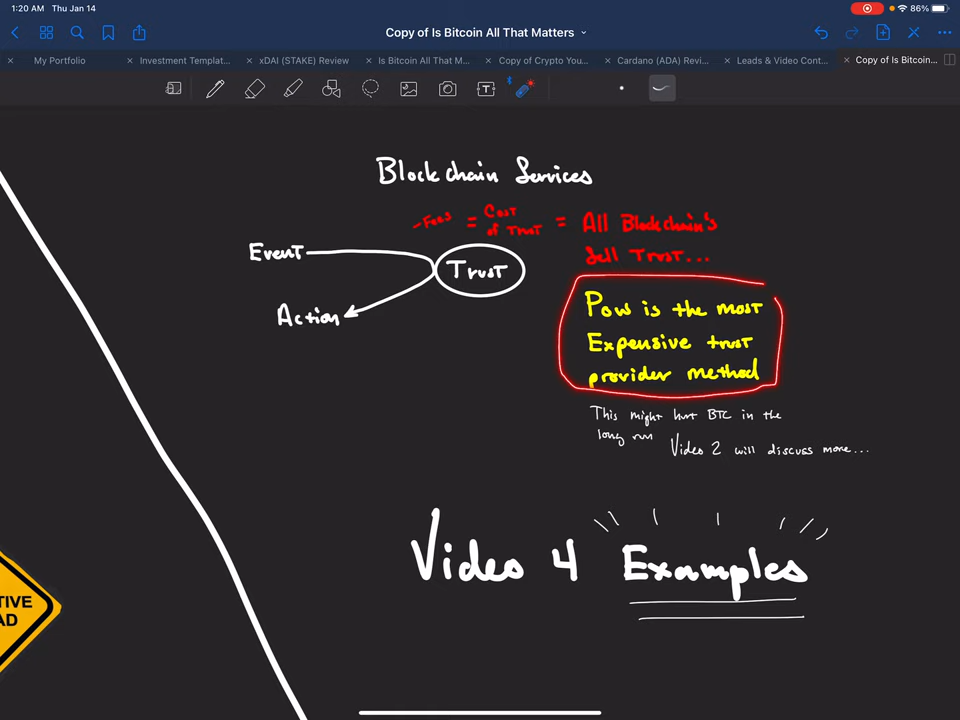 1:20 AM Thu Jan 14
86%
Copy of Is Bitcoin All That Matters
My Portfolio
Investment Templat...
xDAI (STAKE) Review
Is Bitcoin All That M...
Copy of Crypto You...
Cardano (ADA) Revi...
Leads & Video Cont...
Copy of Is Bitcoin...
Blockchain Services
-Fees = Cost of Trust = All Blockchain's
Sell Trust...
Event
Trust
Action
Pow is the most
Expensive trust
provider method
This might hurt BTC in the
long run
Video 2 will discuss more...
Video 4 Examples
TIVE
AD